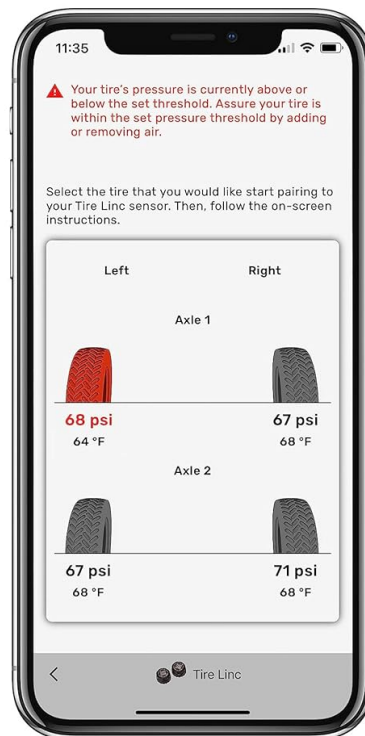 11:35
Your tire's pressure is currently above or
below the set threshold. Assure your tire is
within the set pressure threshold by adding
or removing air.
Select the tire that you would like start pairing to
your Tire Linc sensor. Then, follow the on-screen
instructions.
Left Right
Axle 1
68 psi 67 psi
64 °F 68 °F
Axle 2
67 psi 71 psi
68 °F 68 °F
Tire Linc